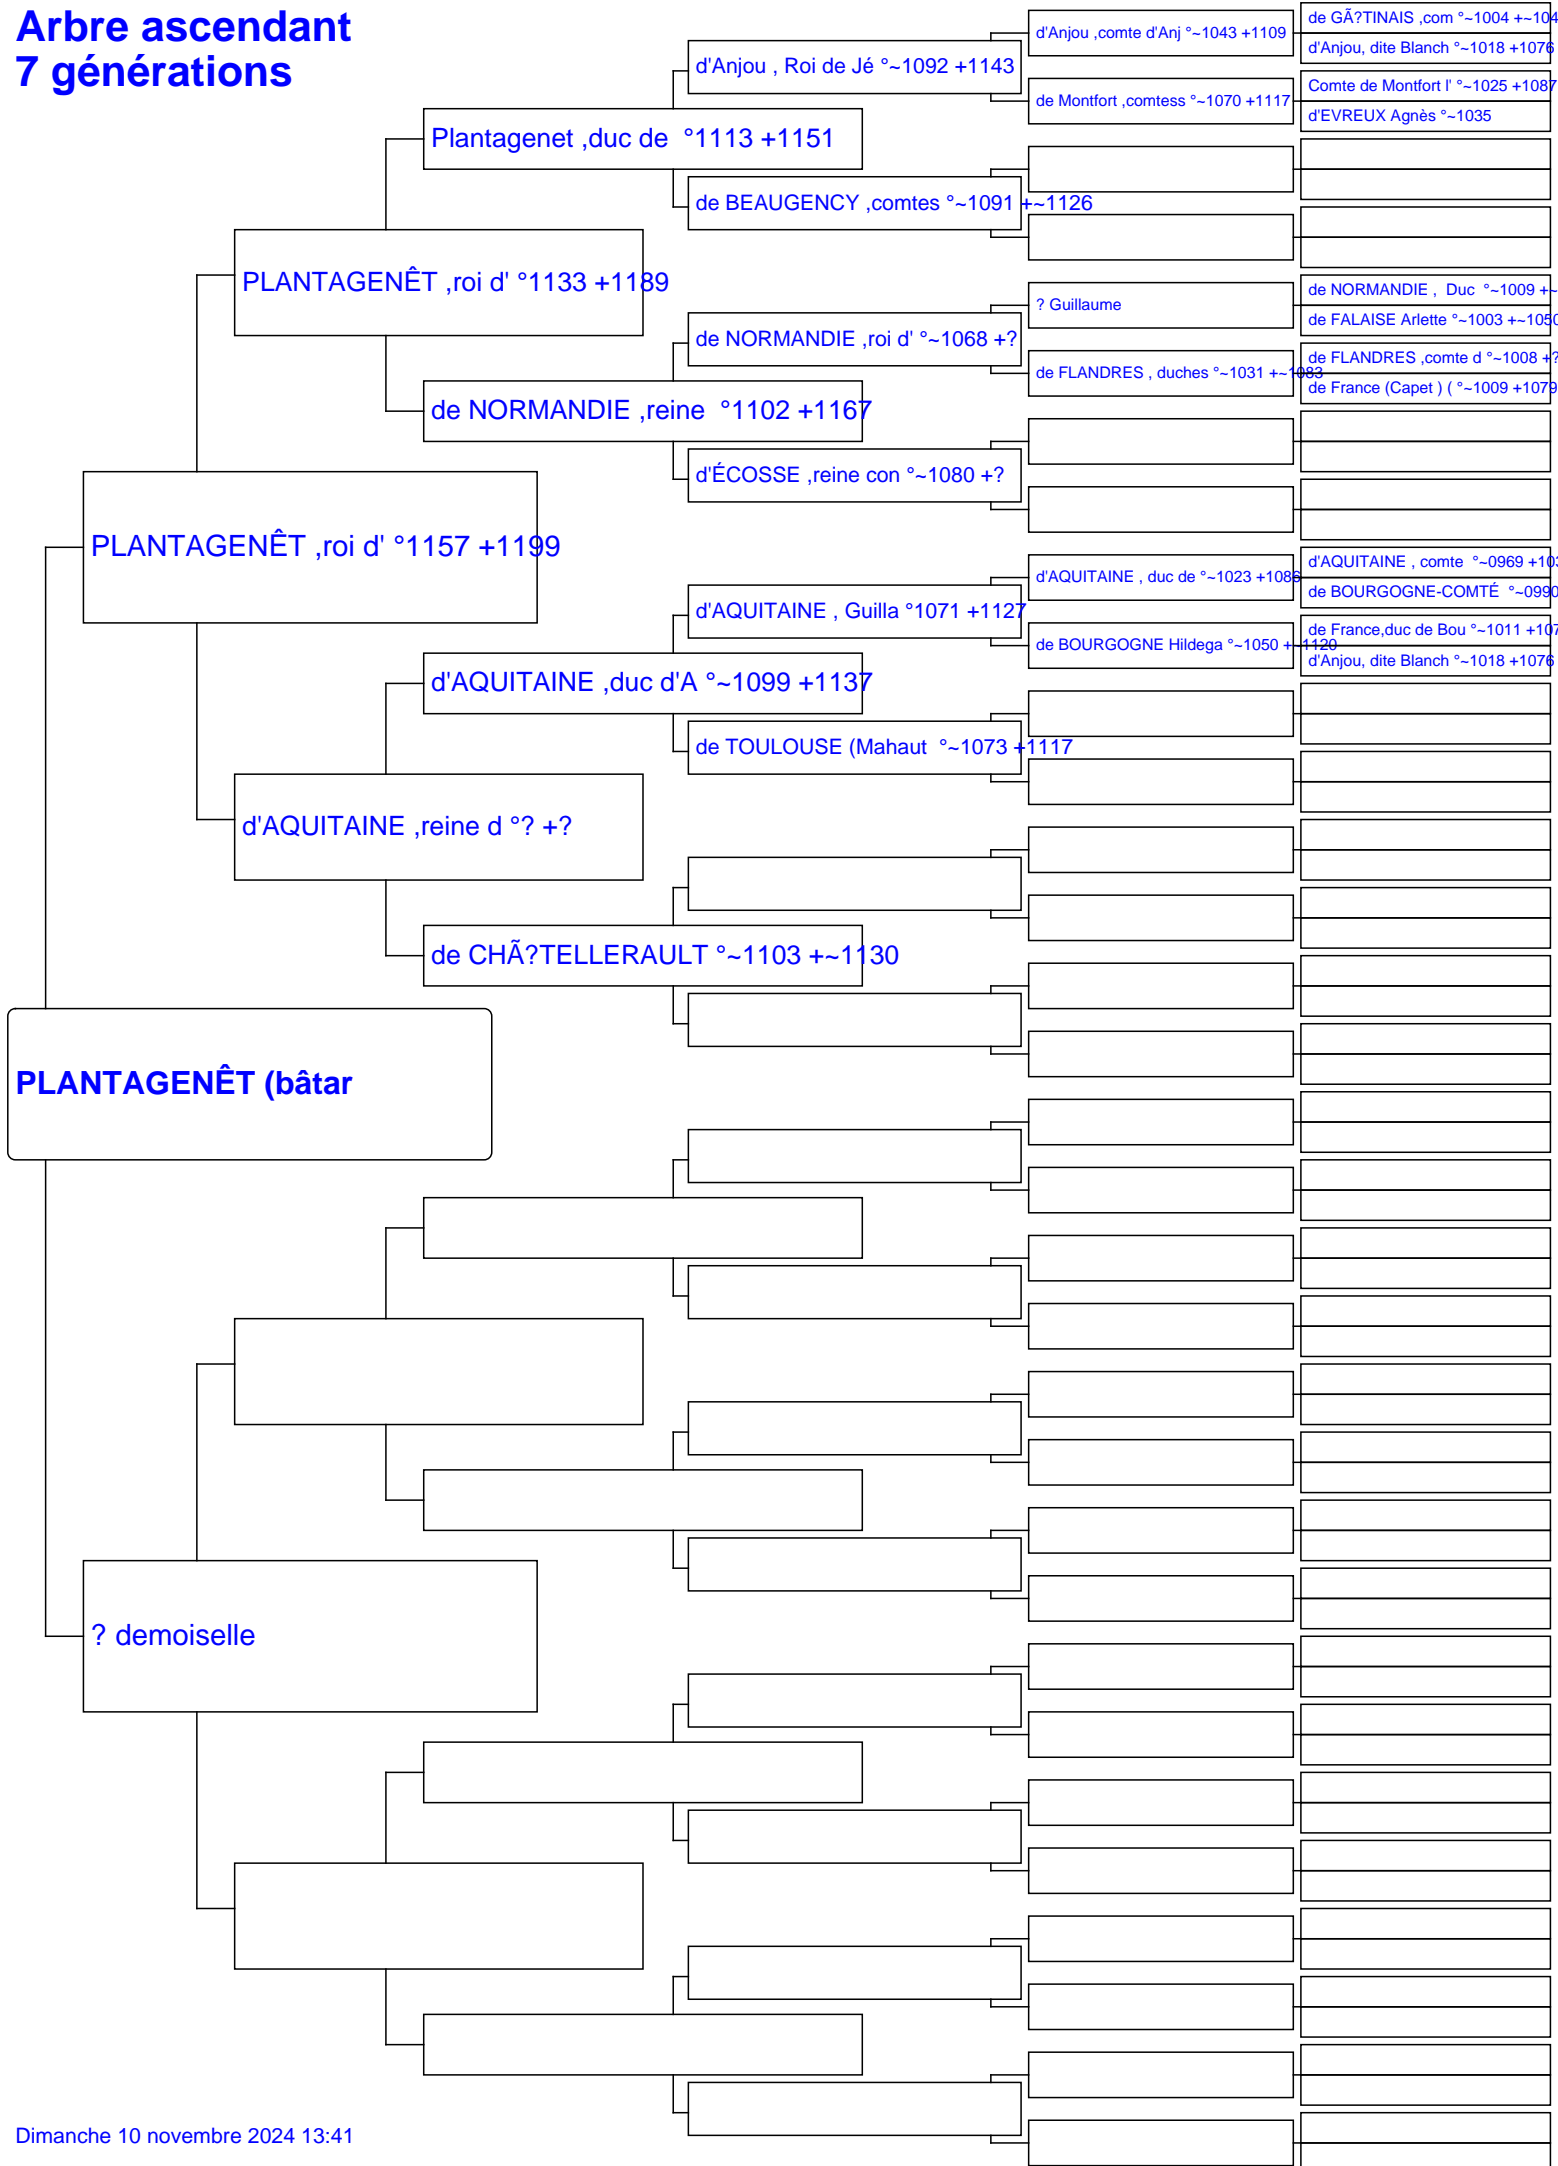 Arbre ascendant
7 générations
de GÃ?TINAIS ,com °~1004 +~104
d'Anjou ,comte d'Anj °~1043 +1109
d'Anjou, dite Blanch °~1018 +1076
d'Anjou , Roi de Jé °~1092 +1143
Comte de Montfort l' °~1025 +1087
de Montfort ,comtess °~1070 +1117
d'EVREUX Agnès °~1035
Plantagenet ,duc de °1113 +1151
de BEAUGENCY ,comtes °~1091 +~1126
PLANTAGENÊT ,roi d' °1133 +1189
de NORMANDIE , Duc °~1009 +~
? Guillaume
de FALAISE Arlette °~1003 +~1050
de NORMANDIE ,roi d' °~1068 +?
de FLANDRES ,comte d °~1008 +?
de FLANDRES , duches °~1031 +~1083
de France (Capet ) ( °~1009 +1079
de NORMANDIE ,reine °1102 +1167
d'ÉCOSSE ,reine con °~1080 +?
PLANTAGENÊT ,roi d' °1157 +1199
d'AQUITAINE , comte °~0969 +103
d'AQUITAINE , duc de °~1023 +1086
de BOURGOGNE-COMTÉ °~0990
d'AQUITAINE , Guilla °1071 +1127
de France,duc de Bou °~1011 +107
de BOURGOGNE Hildega °~1050 +~1120
d'Anjou, dite Blanch °~1018 +1076
d'AQUITAINE ,duc d'A °~1099 +1137
de TOULOUSE (Mahaut °~1073 +1117
d'AQUITAINE ,reine d °? +?
de CHÃ?TELLERAULT °~1103 +~1130
PLANTAGENÊT (bâtar
? demoiselle
Dimanche 10 novembre 2024 13:41